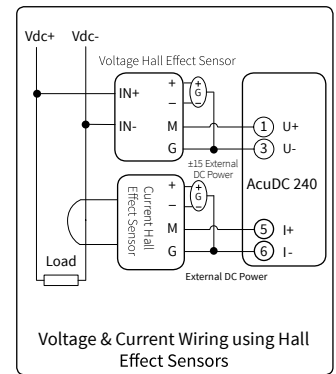 Vdc+ Vdc-
Voltage Hall Effect Sensor
+
IN+ + G −
−
IN- M 1 U+
G 3 U-
±15 External
DC Power
AcuDC 240
+
+ G −
−
Current Hall
Effect Sensor
M 5 I+
Load
G 6 I-
External DC Power
Voltage & Current Wiring using Hall
Effect Sensors